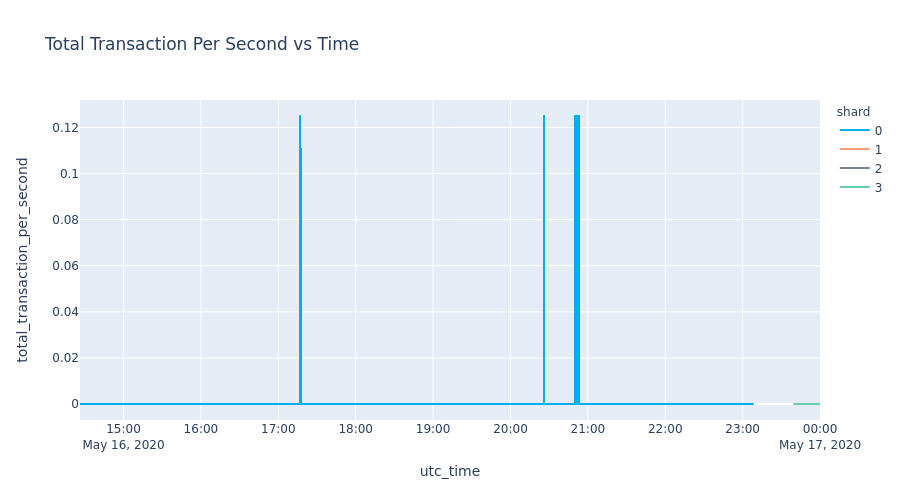 Total Transaction Per Second vs Time
shard
0
1
2
3
total_transaction_per_second
0.12
0.1
0.08
0.06
0.04
0.02
0
15:00 16:00 17:00 18:00 19:00 20:00 21:00 22:00 23:00 00:00
May 16, 2020 May 17, 2020
utc_time